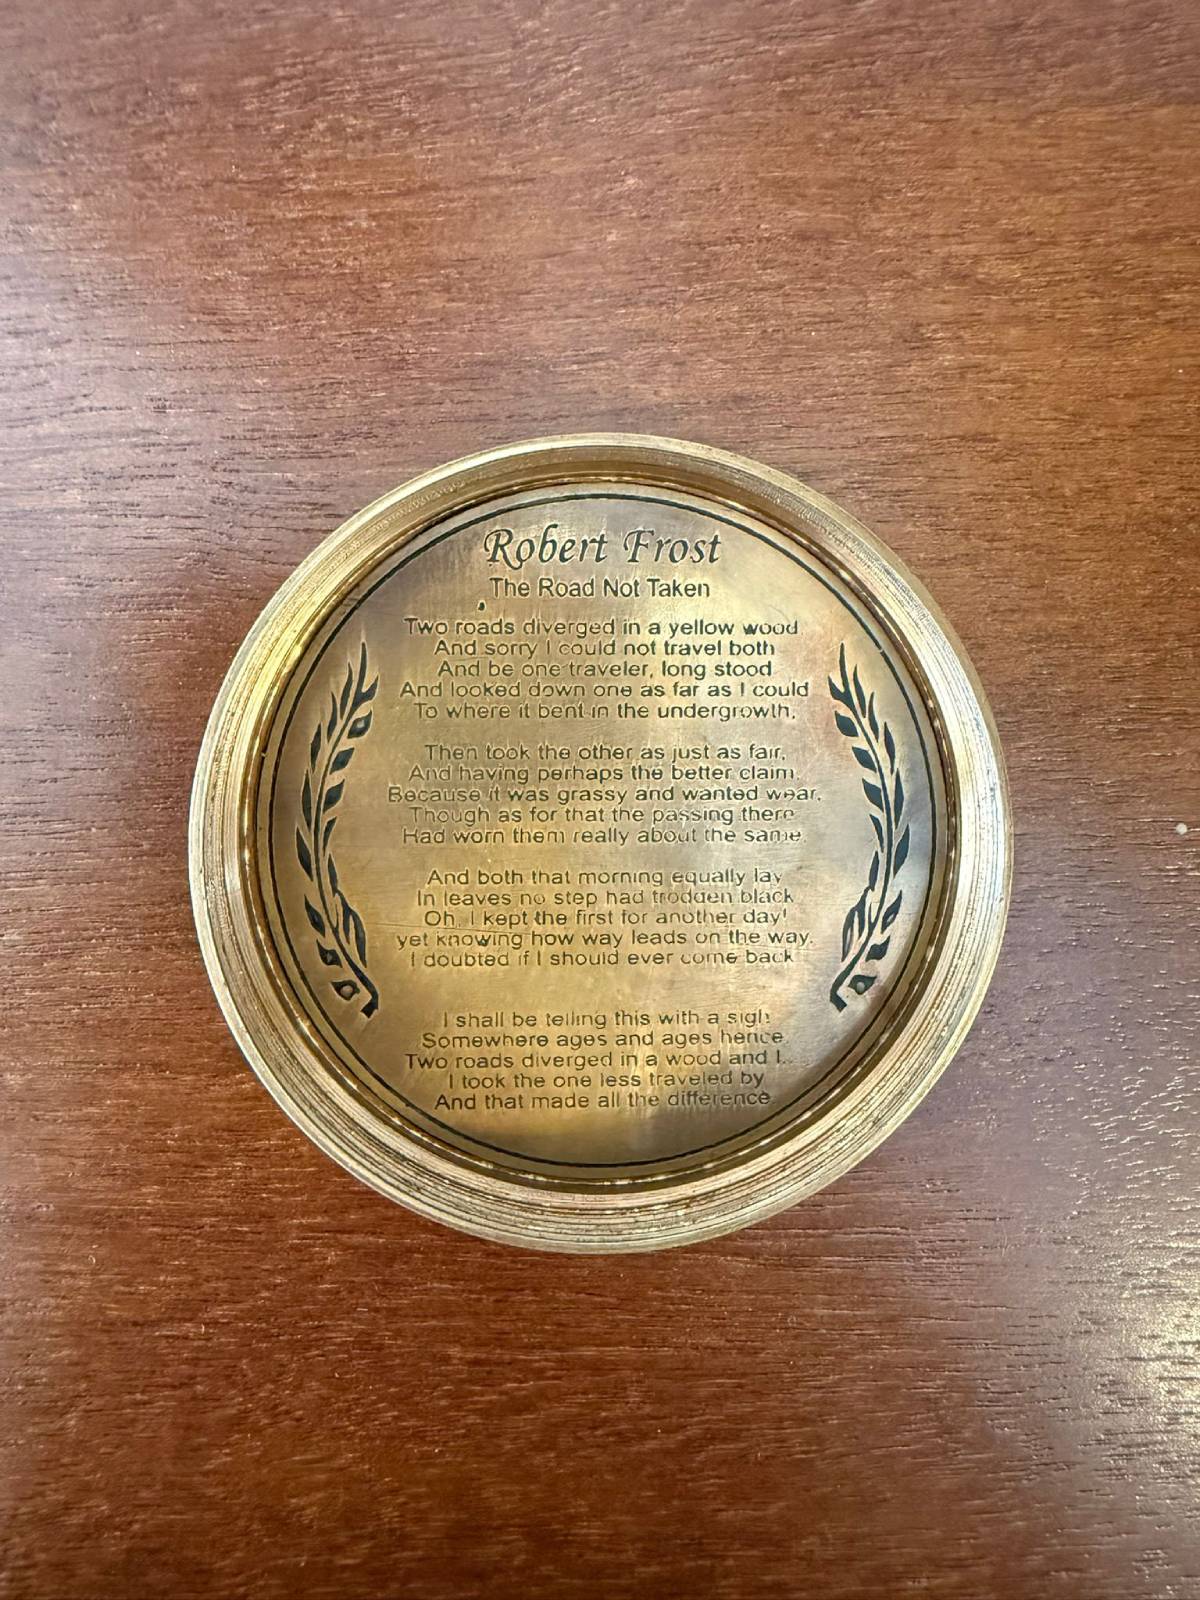 Robert Frost
The Road Not Taken
Two roads diverged in a yellow wood
And sorry I could not travel both
And be one traveler, long stood
And looked down one as far as I could
To where it bent in the undergrowth,
Then took the other as just as fair,
And having perhaps the better claim,
Because it was grassy and wanted wear,
Though as for that the passing there
Had worn them really about the same.
And both that morning equally lay
In leaves no step had trodden black
Oh, I kept the first for another day!
yet knowing how way leads on the way,
I doubted if I should ever come back
I shall be telling this with a sigh
Somewhere ages and ages hence,
Two roads diverged in a wood and I..
I took the one less traveled by
And that made all the difference.